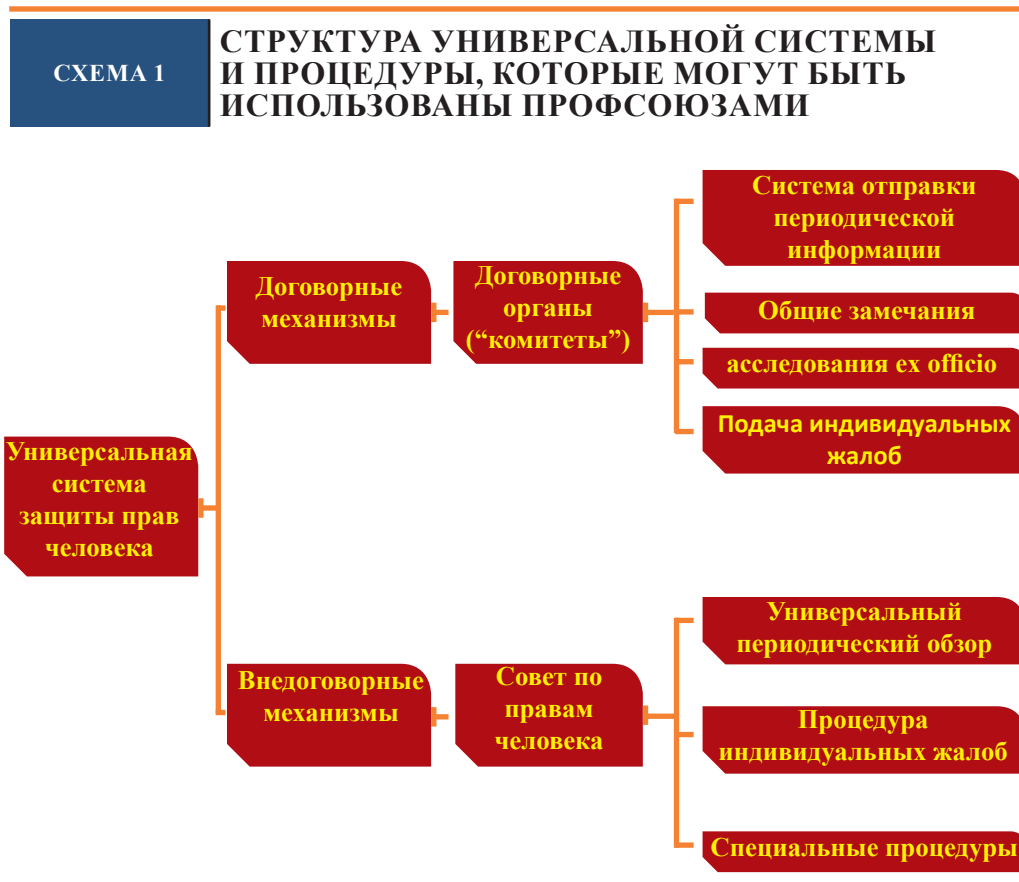 СХЕМА 1
СТРУКТУРА УНИВЕРСАЛЬНОЙ СИСТЕМЫ
И ПРОЦЕДУРЫ, КОТОРЫЕ МОГУТ БЫТЬ
ИСПОЛЬЗОВАНЫ ПРОФСОЮЗАМИ
Универсальная
система
защиты прав
человека
Договорные
механизмы
Договорные
органы
(“комитеты”)
Система отправки
периодической
информации
Общие замечания
асследования ex officio
Подача индивидуальных
жалоб
Внедоговорные
механизмы
Совет по
правам
человека
Универсальный
периодический обзор
Процедура
индивидуальных жалоб
Специальные процедуры